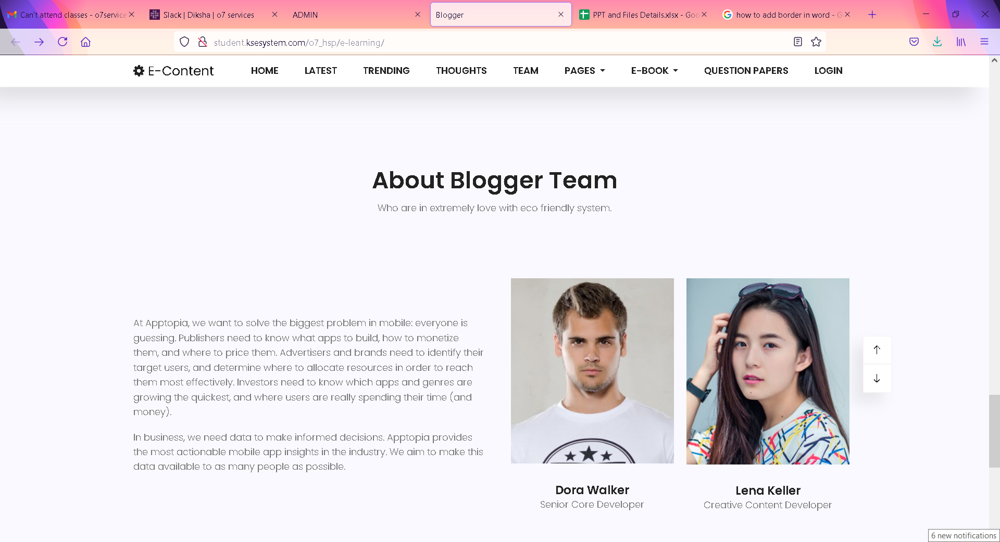 Can't attend classes - o7service
Slack | Diksha | o7 services
ADMIN
Blogger
PPT and Files Details.xlsx - Goo
how to add border in word - G
student.ksesystem.com/o7_hsp/e-learning/
E-Content
HOME
LATEST
TRENDING
THOUGHTS
TEAM
PAGES
E-BOOK
QUESTION PAPERS
LOGIN
About Blogger Team
Who are in extremely love with eco friendly system.
At Apptopia, we want to solve the biggest problem in mobile: everyone is
guessing. Publishers need to know what apps to build, how to monetize
them, and where to price them. Advertisers and brands need to identify their
target users, and determine where to allocate resources in order to reach
them most effectively. Investors need to know which apps and genres are
growing the quickest, and where users are really spending their time (and
money).
In business, we need data to make informed decisions. Apptopia provides
the most actionable mobile app insights in the industry. We aim to make this
data available to as many people as possible.
Dora Walker
Senior Core Developer
Lena Keller
Creative Content Developer
6 new notifications